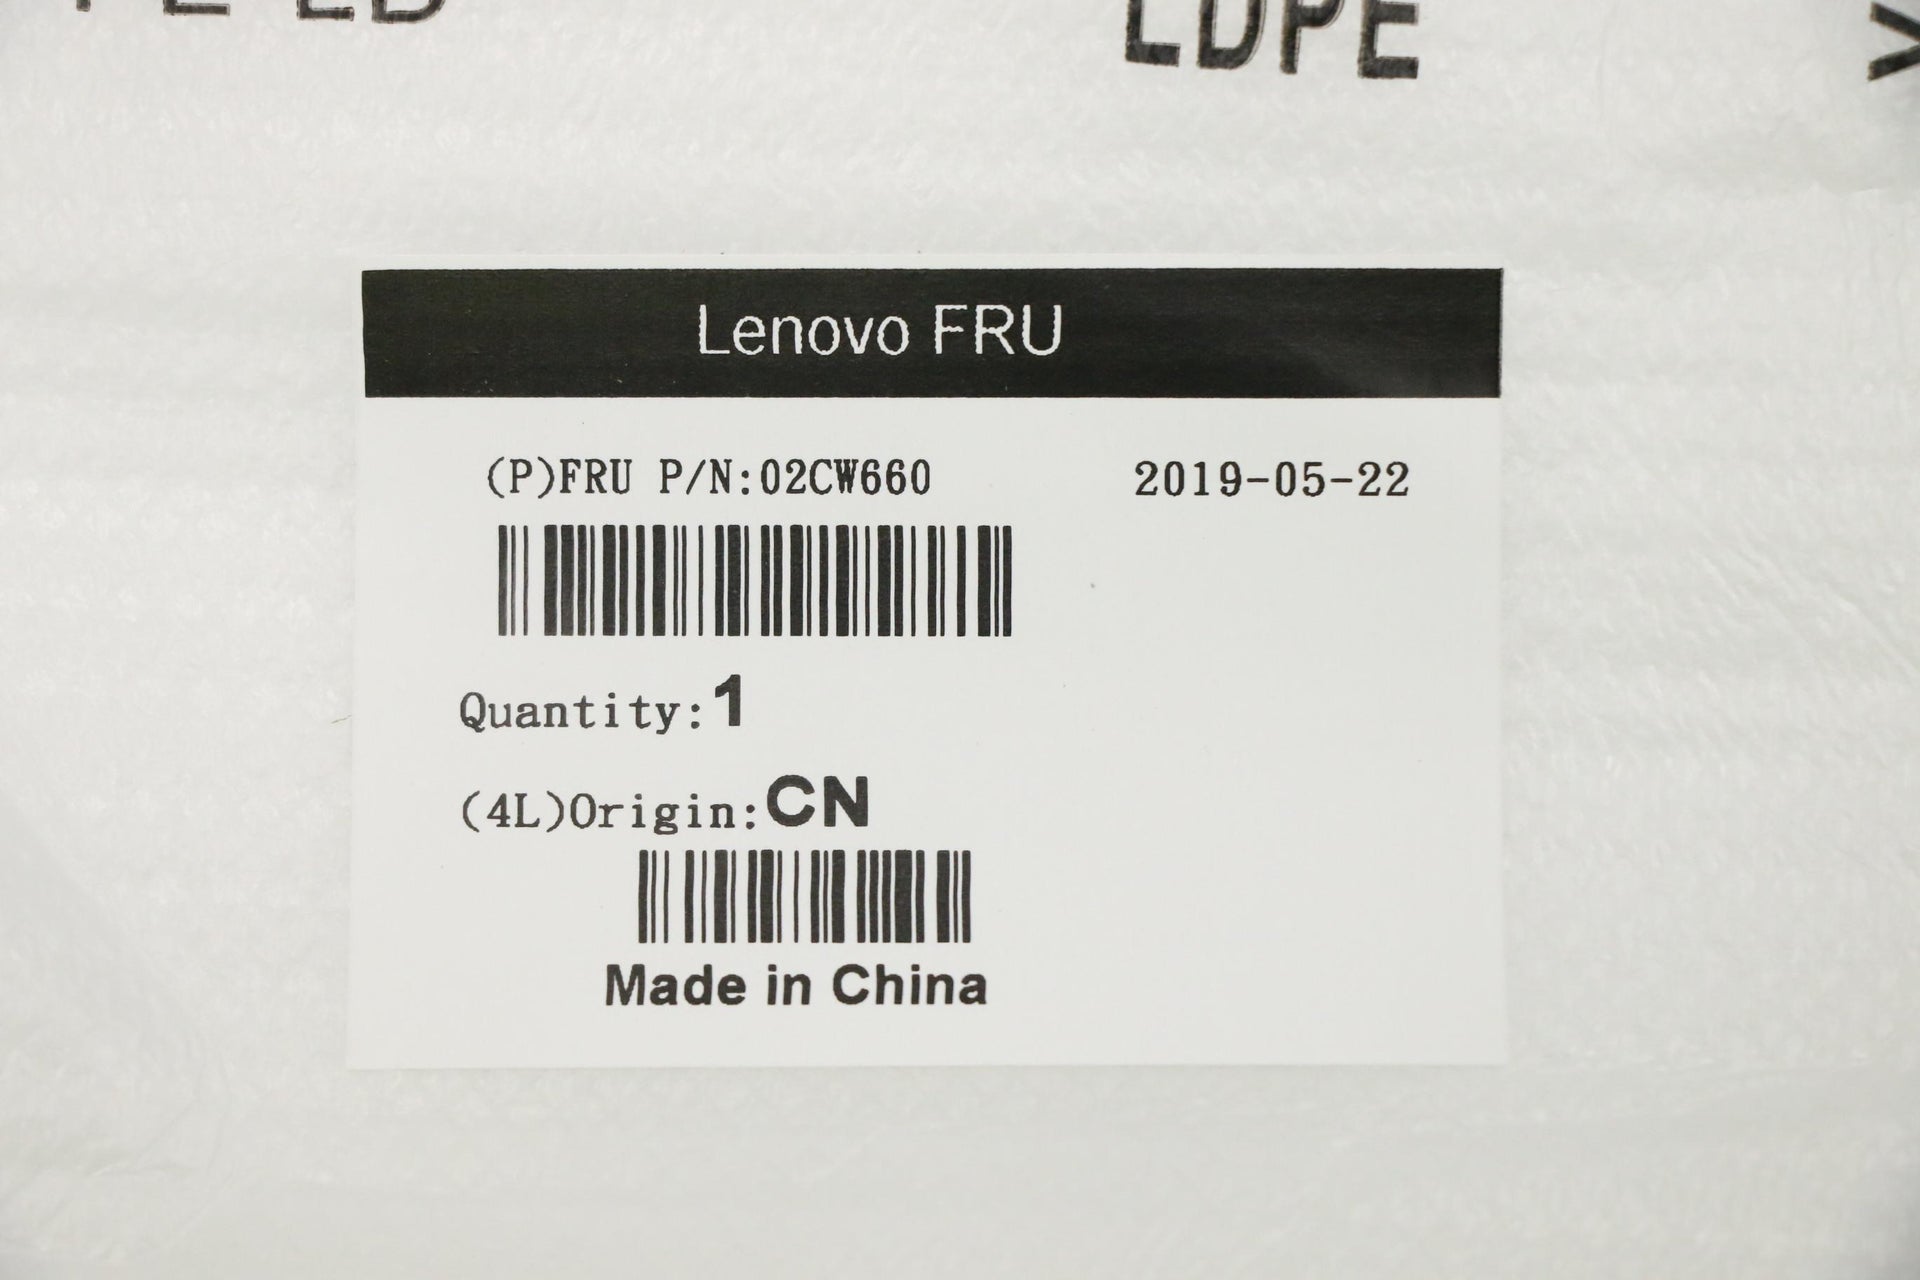 LDPE
Lenovo FRU
(P)FRU P/N:02CW660 2019-05-22
Quantity:1
(4L)Origin:CN
Made in China